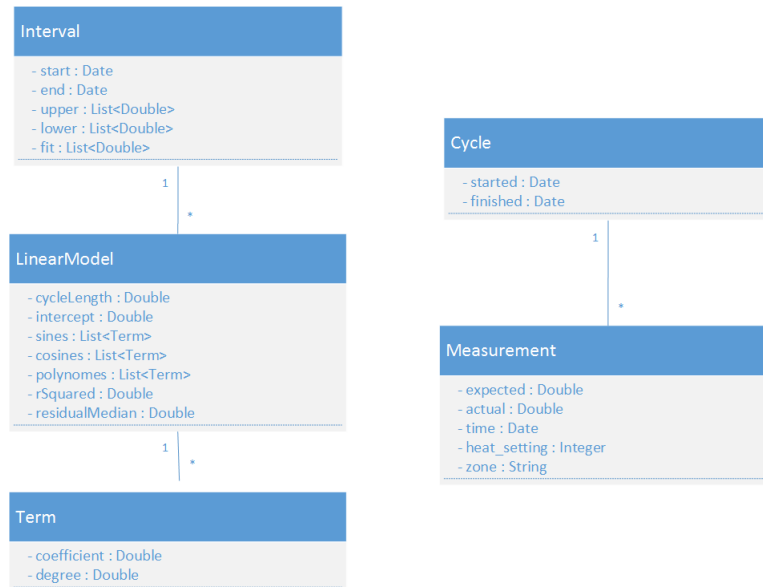 Interval
- start : Date
- end : Date
- upper : List<Double>
- lower : List<Double>
- fit : List<Double>
1
*
LinearModel
- cycleLength : Double
- intercept : Double
- sines : List<Term>
- cosines : List<Term>
- polynomes : List<Term>
- rSquared : Double
- residualMedian : Double
1
*
Term
- coefficient : Double
- degree : Double
Cycle
- started : Date
- finished : Date
1
*
Measurement
- expected : Double
- actual : Double
- time : Date
- heat_setting : Integer
- zone : String